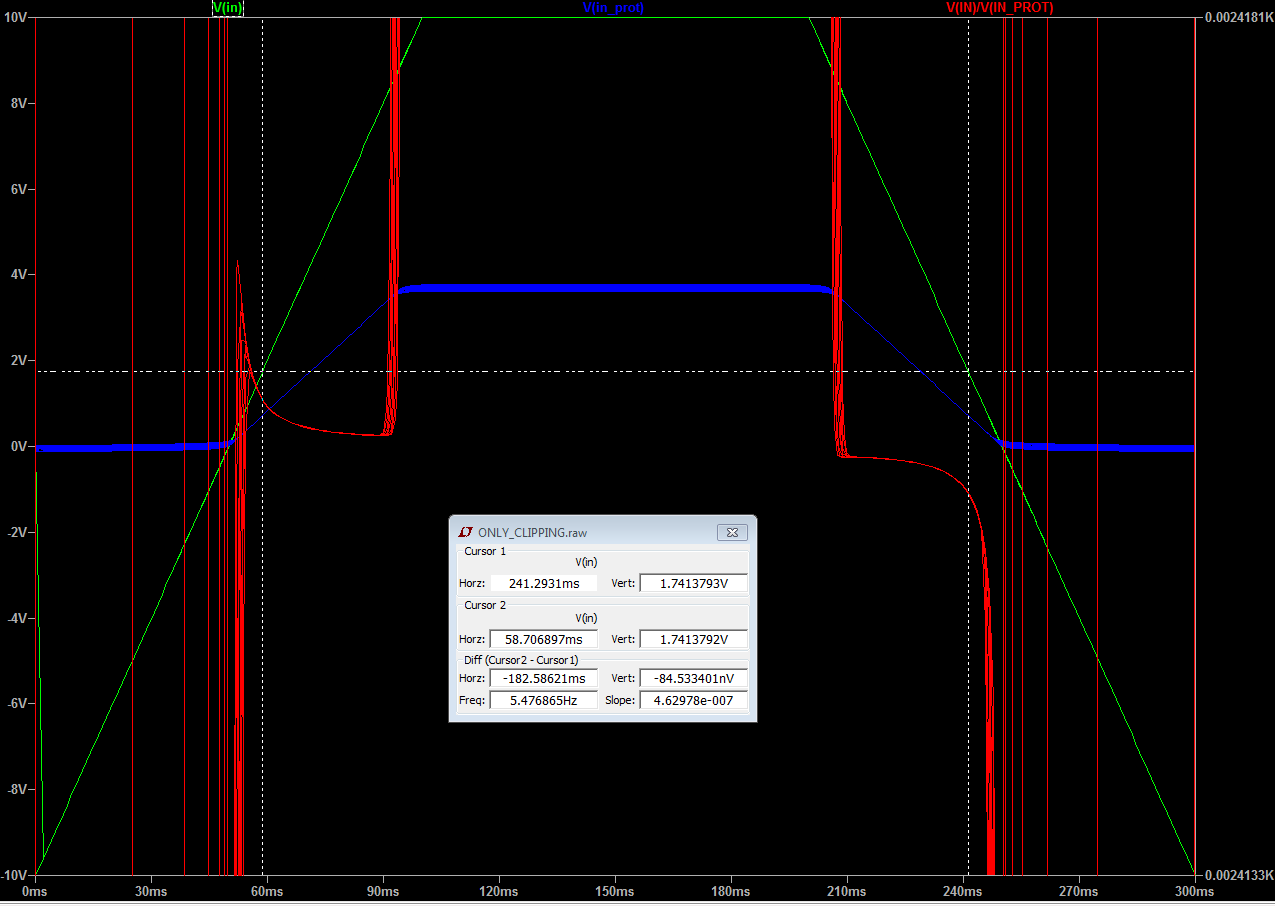 V(in) V(in_prot) V(IN)/V(IN_PROT)
10V 0.0024181K
8V
6V
4V
2V
0V
-2V
-4V
-6V
-8V
-10V 0.0024133K
0ms 30ms 60ms 90ms 120ms 150ms 180ms 210ms 240ms 270ms 300ms
ONLY_CLIPPING.raw
Cursor 1
V(in)
Horz: 241.2931ms Vert: 1.7413793V
Cursor 2
V(in)
Horz: 58.706897ms Vert: 1.7413792V
Diff (Cursor2 - Cursor1)
Horz: -182.58621ms Vert: -84.533401nV
Freq: 5.476865Hz Slope: 4.62978e-007